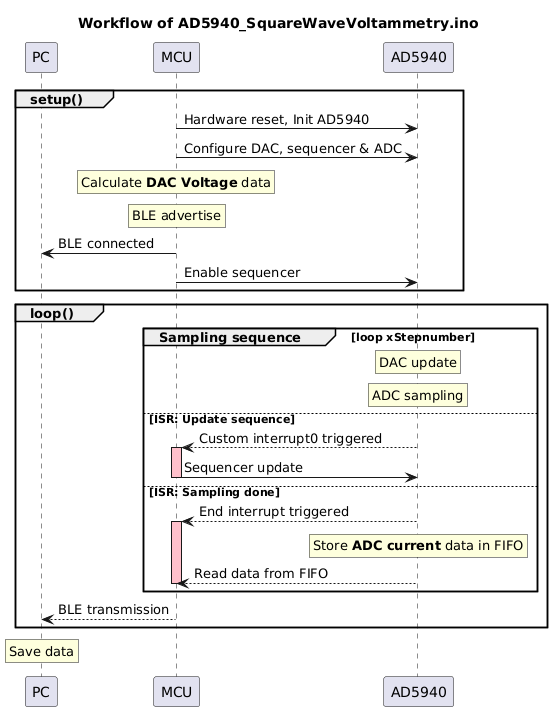 Workflow of AD5940_SquareWaveVoltammetry.ino
PC MCU AD5940
setup()
Hardware reset, Init AD5940
Configure DAC, sequencer & ADC
Calculate DAC Voltage data
BLE advertise
BLE connected
Enable sequencer
loop()
Sampling sequence [loop xStepnumber]
DAC update
ADC sampling
[ISR: Update sequence]
Custom interrupt0 triggered
Sequencer update
[ISR: Sampling done]
End interrupt triggered
Store ADC current data in FIFO
Read data from FIFO
BLE transmission
Save data
PC MCU AD5940